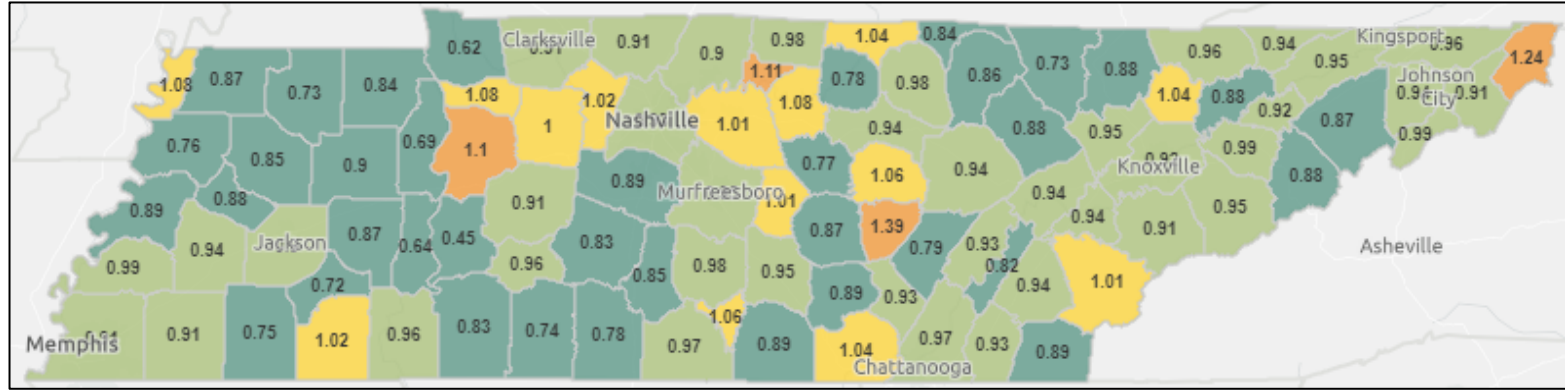 0.62 Clarksville 0.91 0.9 0.98 1.04 0.84 0.96 0.94 Kingsport 0.96
1.08 0.87 0.73 0.84 1.11 0.78 0.98 0.86 0.73 0.88 0.95 1.24
1.08 1.02 1.08 1.04 0.88 Johnson City 0.91
0.76 0.69 1 Nashville 1.01 0.94 0.88 0.95 0.92 0.87 0.99
0.85 0.9 1.1 0.77 0.94 Knoxville 0.99
0.89 0.88 0.91 0.89 Murfreesboro 1.01 1.06 0.94 0.95 0.88
0.94 Jackson 0.87 0.64 0.45 0.83 0.87 1.39 0.79 0.93 0.94 0.91 Asheville
0.99 0.72 0.96 0.85 0.98 0.95 0.89 0.82 0.94 1.01
Memphis 0.91 0.75 1.02 0.96 0.83 0.74 0.78 0.97 1.06 0.89 1.04 0.93 0.97 0.93 0.89
Chattanooga